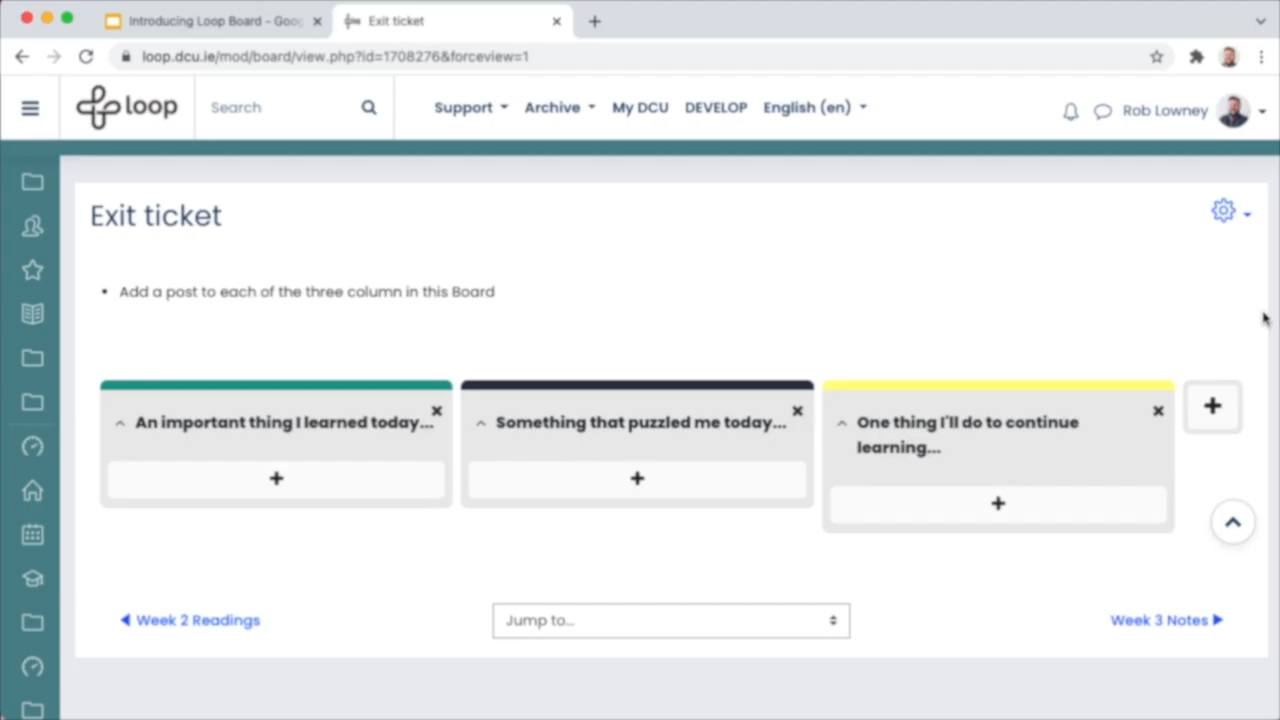 Introducing Loop Board - Goo
Exit ticket
loop.dcu.ie/mod/board/view.php?id=1708276&forceview=1
loop
Search
Support
Archive
My DCU
DEVELOP
English (en)
Rob Lowney
Exit ticket
• Add a post to each of the three column in this Board
An important thing I learned today...
Something that puzzled me today...
One thing I'll do to continue
learning...
Week 2 Readings
Jump to...
Week 3 Notes